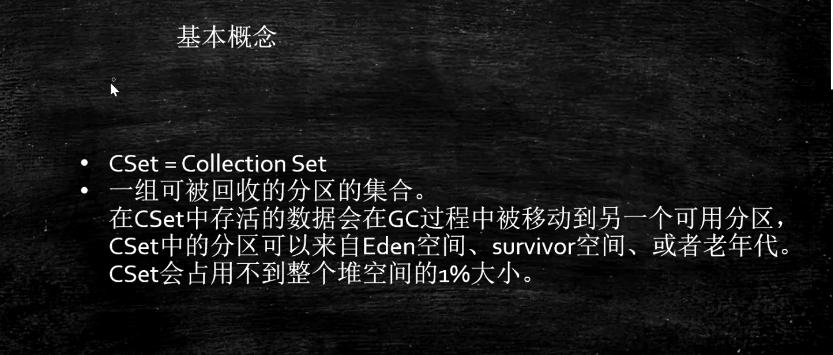 基本概念
• CSet = Collection Set
• 一组可被回收的分区的集合。
在CSet中存活的数据会在GC过程中被移动到另一个可用分区，
CSet中的分区可以来自Eden空间、survivor空间、或者老年代。
CSet会占用不到整个堆空间的1%大小。